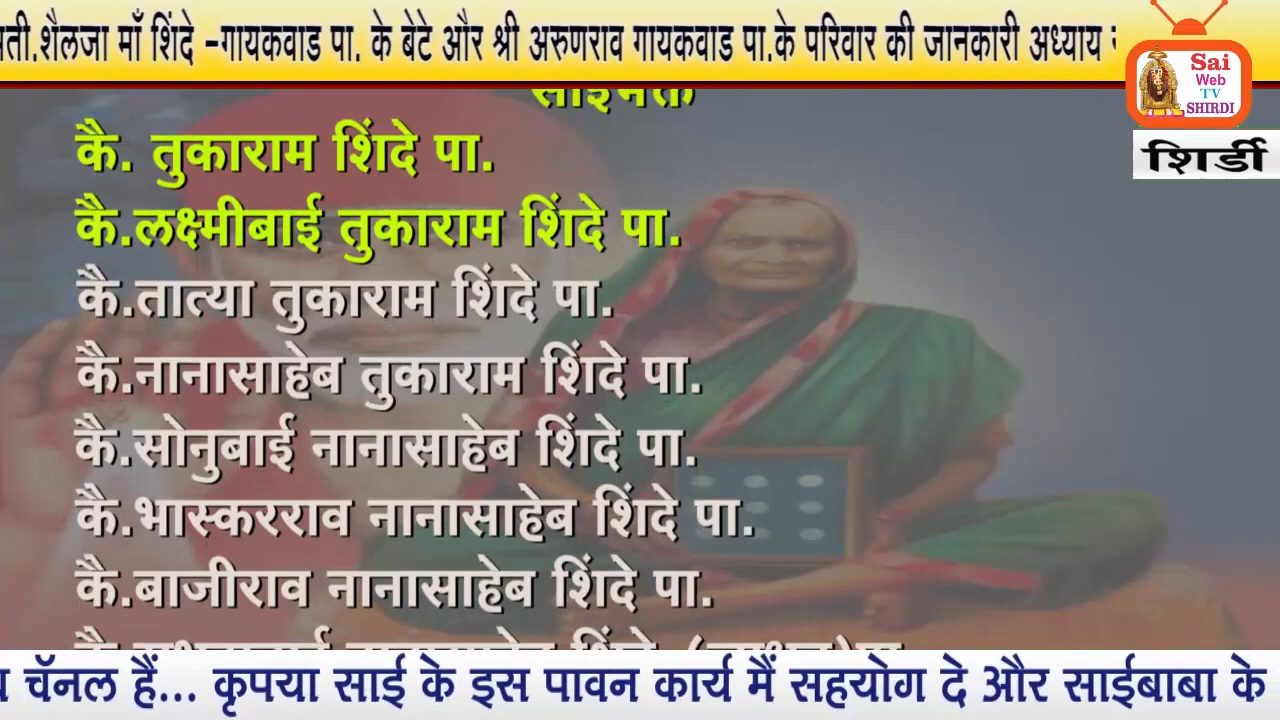 शैलजा माँ शिंदे -गायकवाड पा. के बेटे और श्री अरुणराव गायकवाड पा.के परिवार की जानकारी अध्याय
Sai
Web
TV
SHIRDI
शिर्डी
साईभक्त
कै. तुकाराम शिंदे पा.
कै.लक्ष्मीबाई तुकाराम शिंदे पा.
कै.तात्या तुकाराम शिंदे पा.
कै.नानासाहेब तुकाराम शिंदे पा.
कै.सोनुबाई नानासाहेब शिंदे पा.
कै.भास्करराव नानासाहेब शिंदे पा.
कै.बाजीराव नानासाहेब शिंदे पा.
चॅनल हैं... कृपया साई के इस पावन कार्य मैं सहयोग दे और साईबाबा के